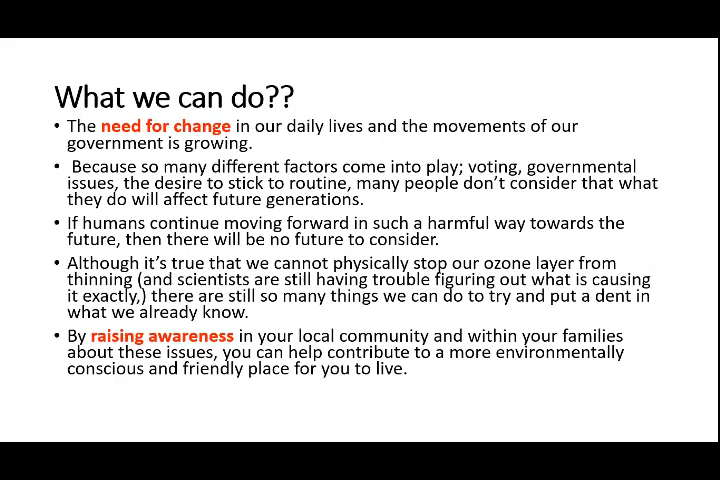 What we can do??
• The need for change in our daily lives and the movements of our
government is growing.
• Because so many different factors come into play; voting, governmental
issues, the desire to stick to routine, many people don't consider that what
they do will affect future generations.
• If humans continue moving forward in such a harmful way towards the
future, then there will be no future to consider.
• Although it's true that we cannot physically stop our ozone layer from
thinning (and scientists are still having trouble figuring out what is causing
it exactly,) there are still so many things we can do to try and put a dent in
what we already know.
• By raising awareness in your local community and within your families
about these issues, you can help contribute to a more environmentally
conscious and friendly place for you to live.